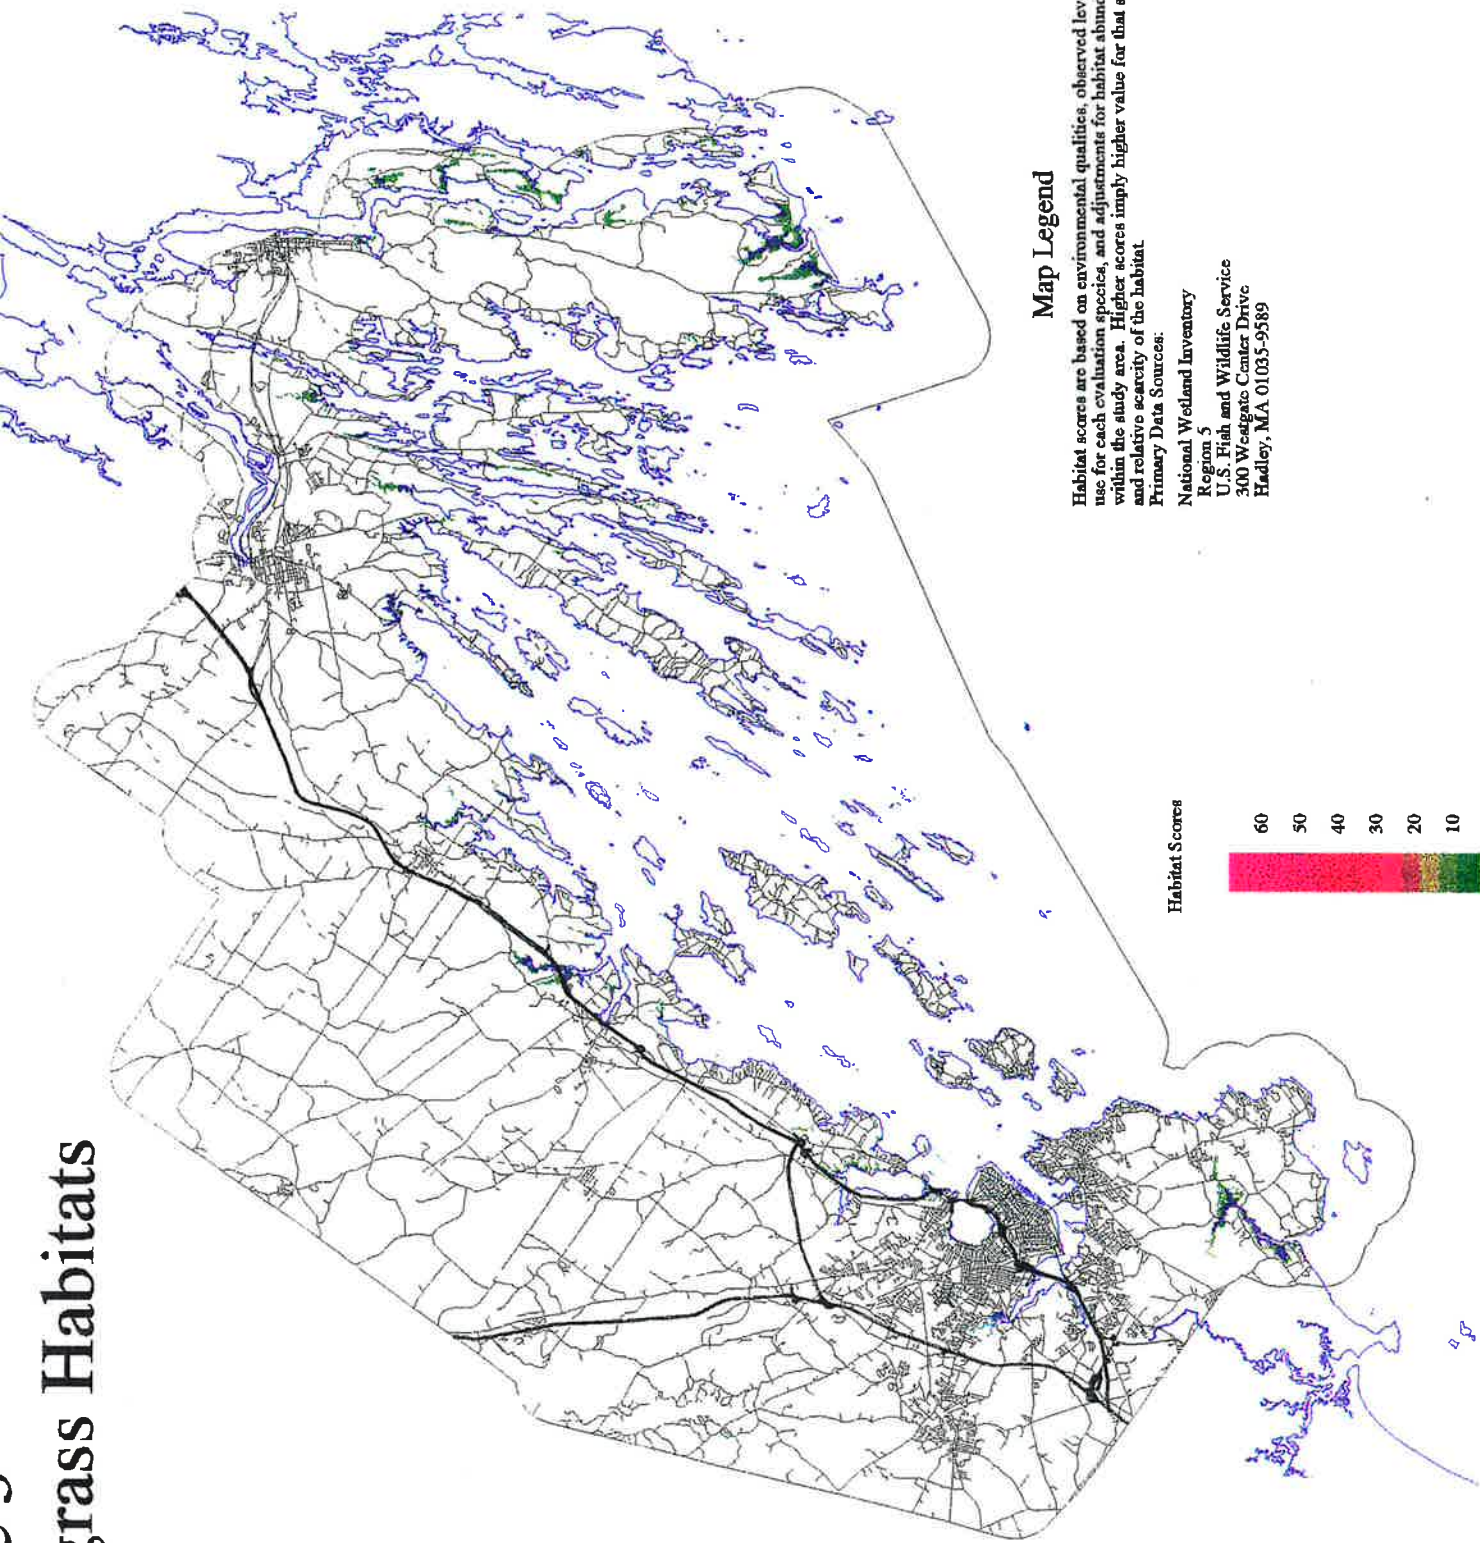 grass Habitats
Map Legend
Habitat scores are based on environmental qualities, observed
use for each evaluation species, and adjustments for habitat
within the study area. Higher scores imply higher value for that
and relative scarcity of the habitat.
Primary Data Sources:
National Wetland Inventory
Region 5
U.S. Fish and Wildlife Service
300 Westgate Center Drive
Hadley, MA 01035-9589
Habitat Scores
60
50
40
30
20
10